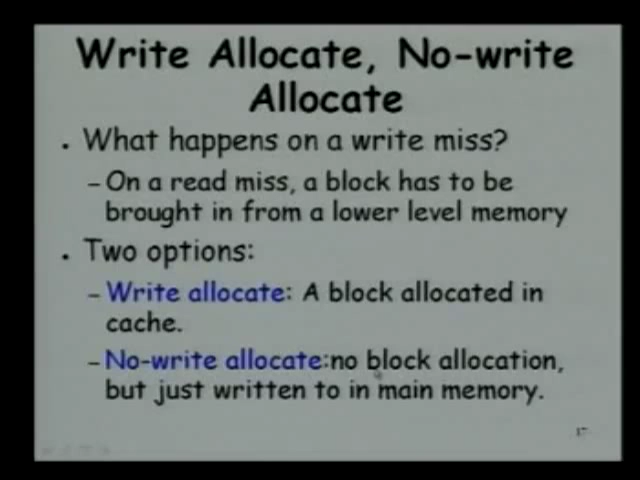 Write Allocate, No-write
Allocate
• What happens on a write miss?
– On a read miss, a block has to be
brought in from a lower level memory
• Two options:
– Write allocate: A block allocated in
cache.
– No-write allocate:no block allocation,
but just written to in main memory.
17